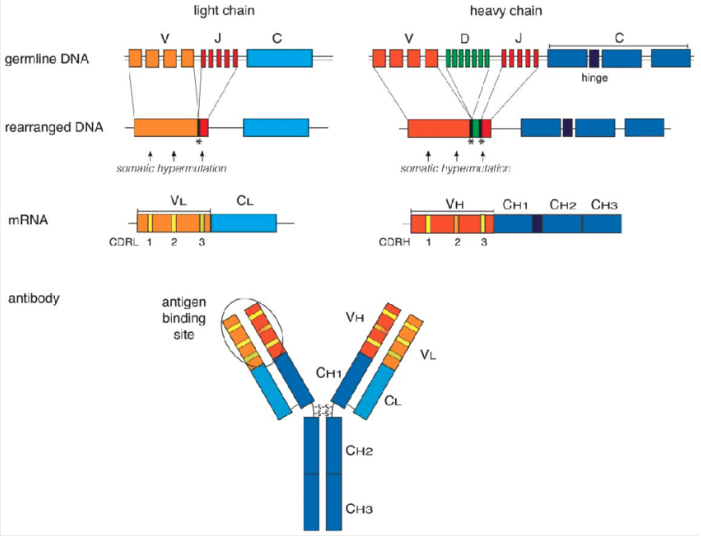 light chain
heavy chain
V J C
V D J C
germline DNA
hinge
rearranged DNA
* * *
somatic hypermutation somatic hypermutation
VL CL
VH CH1 CH2 CH3
mRNA
CDRL 1 2 3
CDRH 1 2 3
antibody
antigen
binding
site
VH
VL
CH1
CL
CH2
CH3